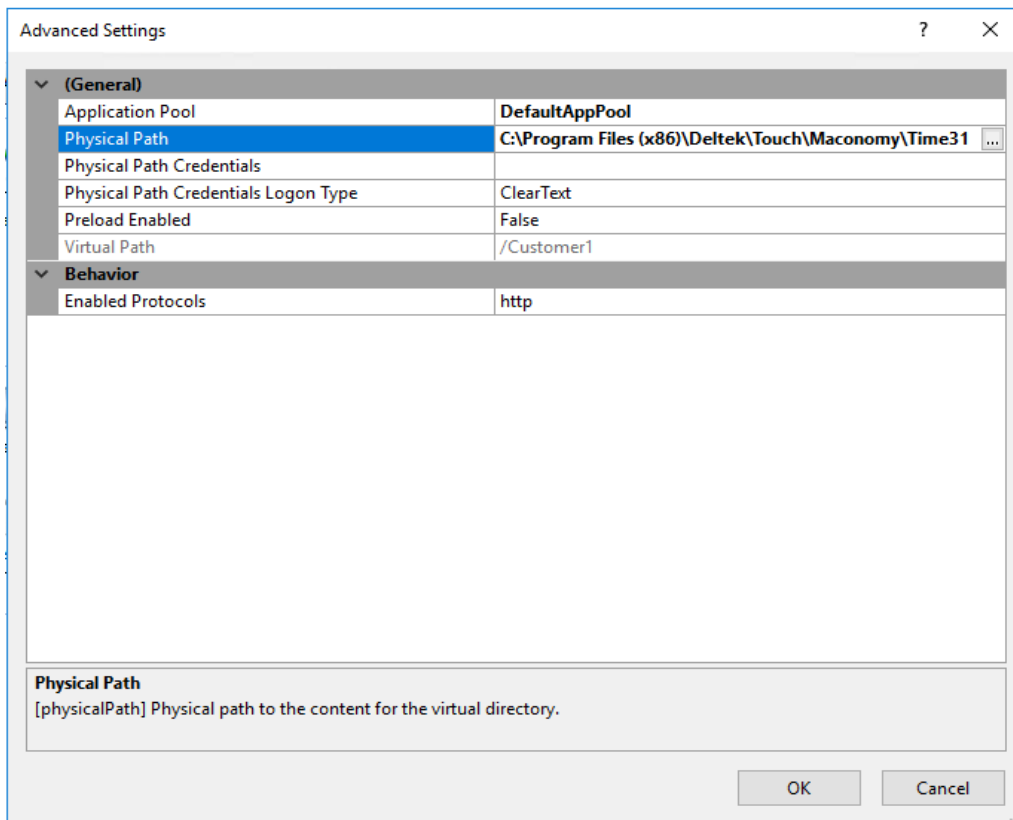 Advanced Settings
(General)
Application Pool DefaultAppPool
Physical Path C:\Program Files (x86)\Deltek\Touch\Maconomy\Time31 ...
Physical Path Credentials
Physical Path Credentials Logon Type ClearText
Preload Enabled False
Virtual Path /Customer1
Behavior
Enabled Protocols http
Physical Path
[physicalPath] Physical path to the content for the virtual directory.
OK Cancel